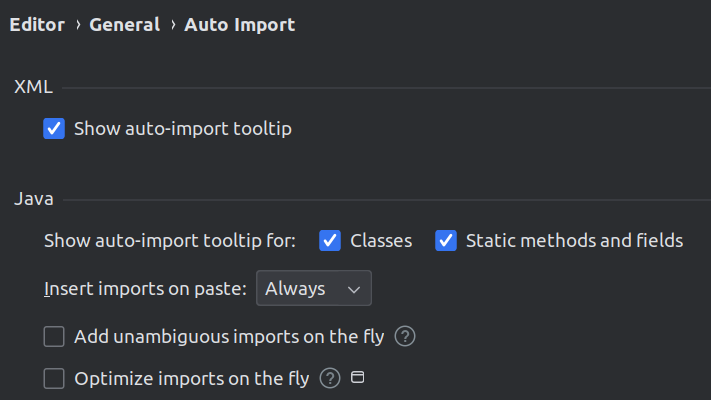 Editor › General › Auto Import
XML
Show auto-import tooltip
Java
Show auto-import tooltip for: Classes Static methods and fields
Insert imports on paste: Always
Add unambiguous imports on the fly ?
Optimize imports on the fly ?